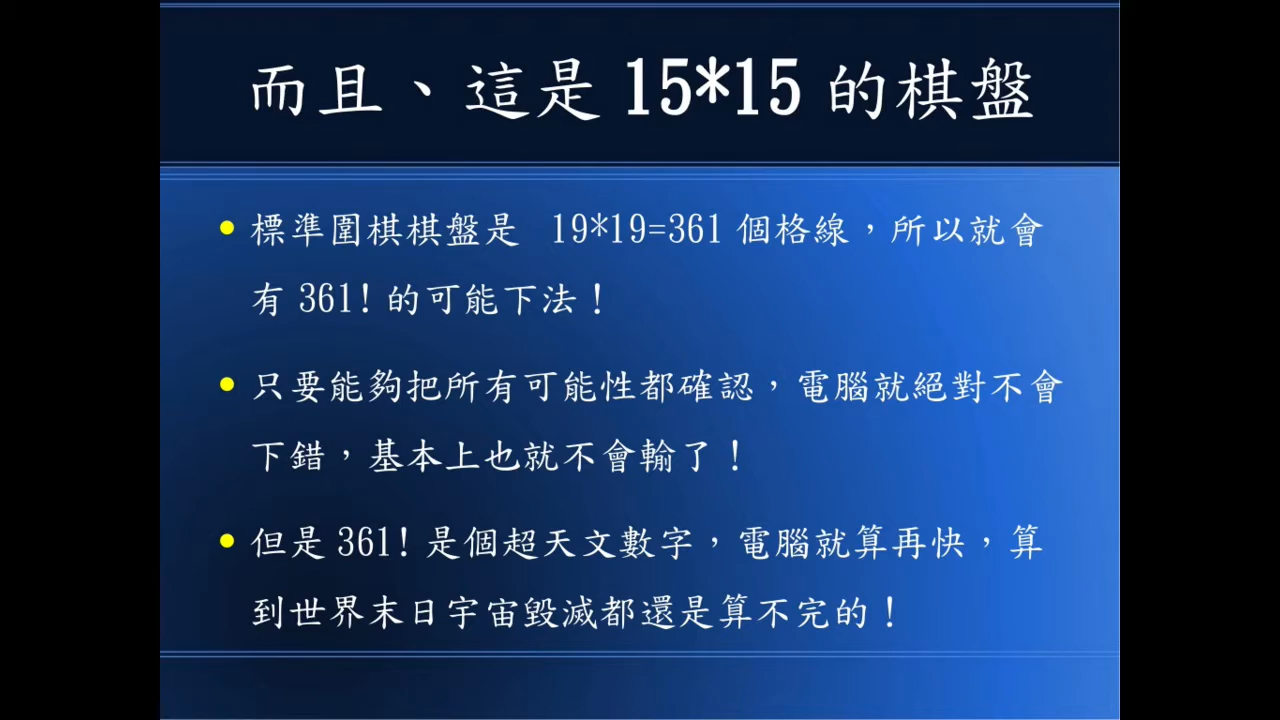 而且、這是 15*15 的棋盤
標準圍棋棋盤是 19*19=361 個格線，所以就會
有 361! 的可能下法！
只要能夠把所有可能性都確認，電腦就絕對不會
下錯，基本上也就不會輸了！
但是 361! 是個超天文數字，電腦就算再快，算
到世界末日宇宙毀滅都還是算不完的！